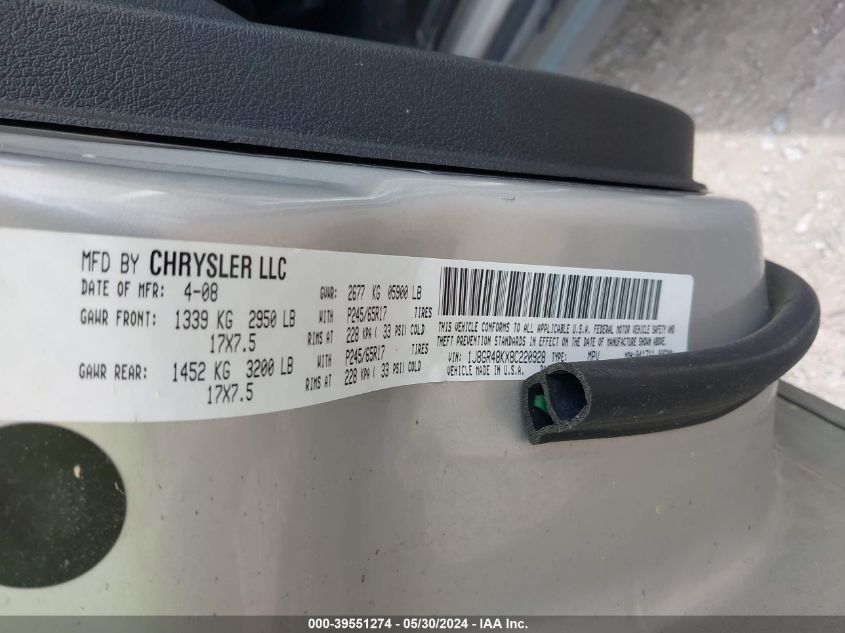 MFD BY CHRYSLER LLC
DATE OF MFR: 4-08
GAWR FRONT: 1339 KG 2950 LB
17X7.5
GAWR REAR: 1452 KG 3200 LB
17X7.5
GVWR: 2677 KG 05900 LB
WITH P245/65R17 TIRES
RIMS AT 228 KPA ( 33 PSI) COLD
WITH P245/65R17 TIRES
RIMS AT 228 KPA ( 33 PSI) COLD
THIS VEHICLE CONFORMS TO ALL APPLICABLE U.S.A. FEDERAL MOTOR VEHICLE SAFETY AND
THEFT PREVENTION STANDARDS IN EFFECT ON THE DATE OF MANUFACTURE SHOWN ABOVE.
VIN: 1J8GR48KX8C220928 TYPE: MPV
VEHICLE MADE IN U.S.A.
000-39551274 / 05/30/2024 / IAA Inc.